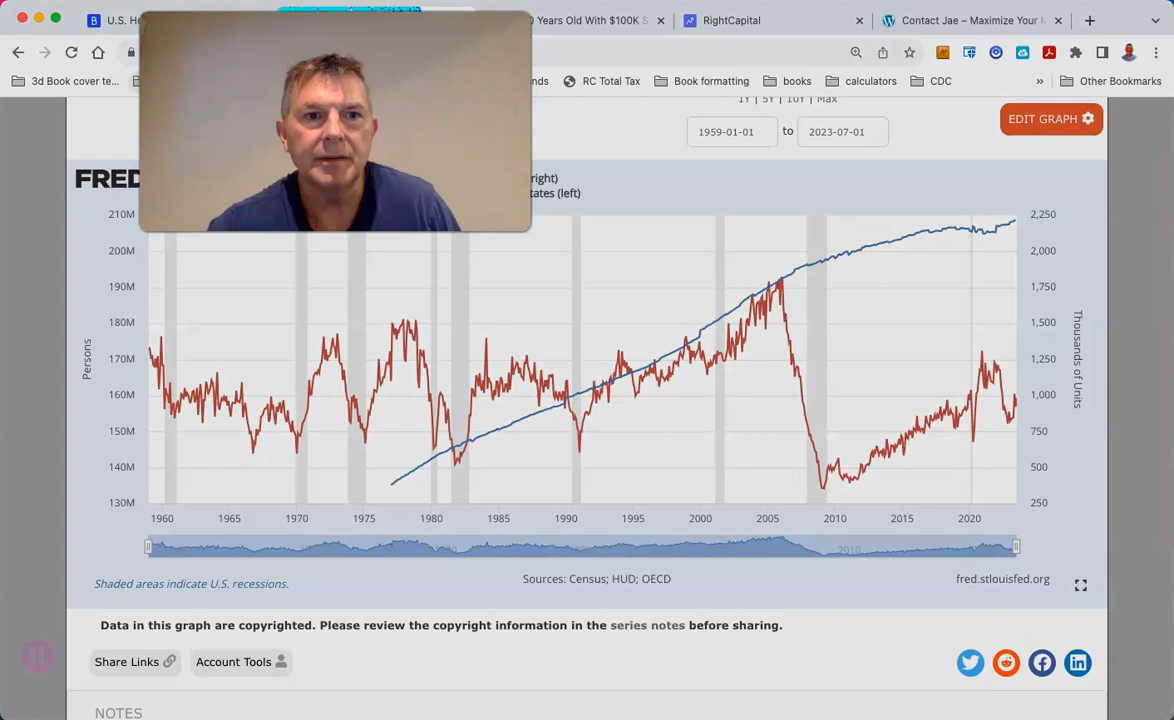 U.S. Ho
0 Years Old With $100K S
RightCapital
Contact Jae – Maximize Your M
3d Book cover te...
nds
RC Total Tax
Book formatting
books
calculators
CDC
»
Other Bookmarks
1Y | 5Y | 10Y | Max
1959-01-01 to 2023-07-01
EDIT GRAPH
FRED
right)
tates (left)
210M
200M
190M
180M
170M
160M
150M
140M
130M
Persons
2,250
2,000
1,750
1,500
1,250
1,000
750
500
250
Thousands of Units
1960 1965 1970 1975 1980 1985 1990 1995 2000 2005 2010 2015 2020
2010
Shaded areas indicate U.S. recessions.
Sources: Census; HUD; OECD
fred.stlouisfed.org
Data in this graph are copyrighted. Please review the copyright information in the series notes before sharing.
Share Links
Account Tools
NOTES